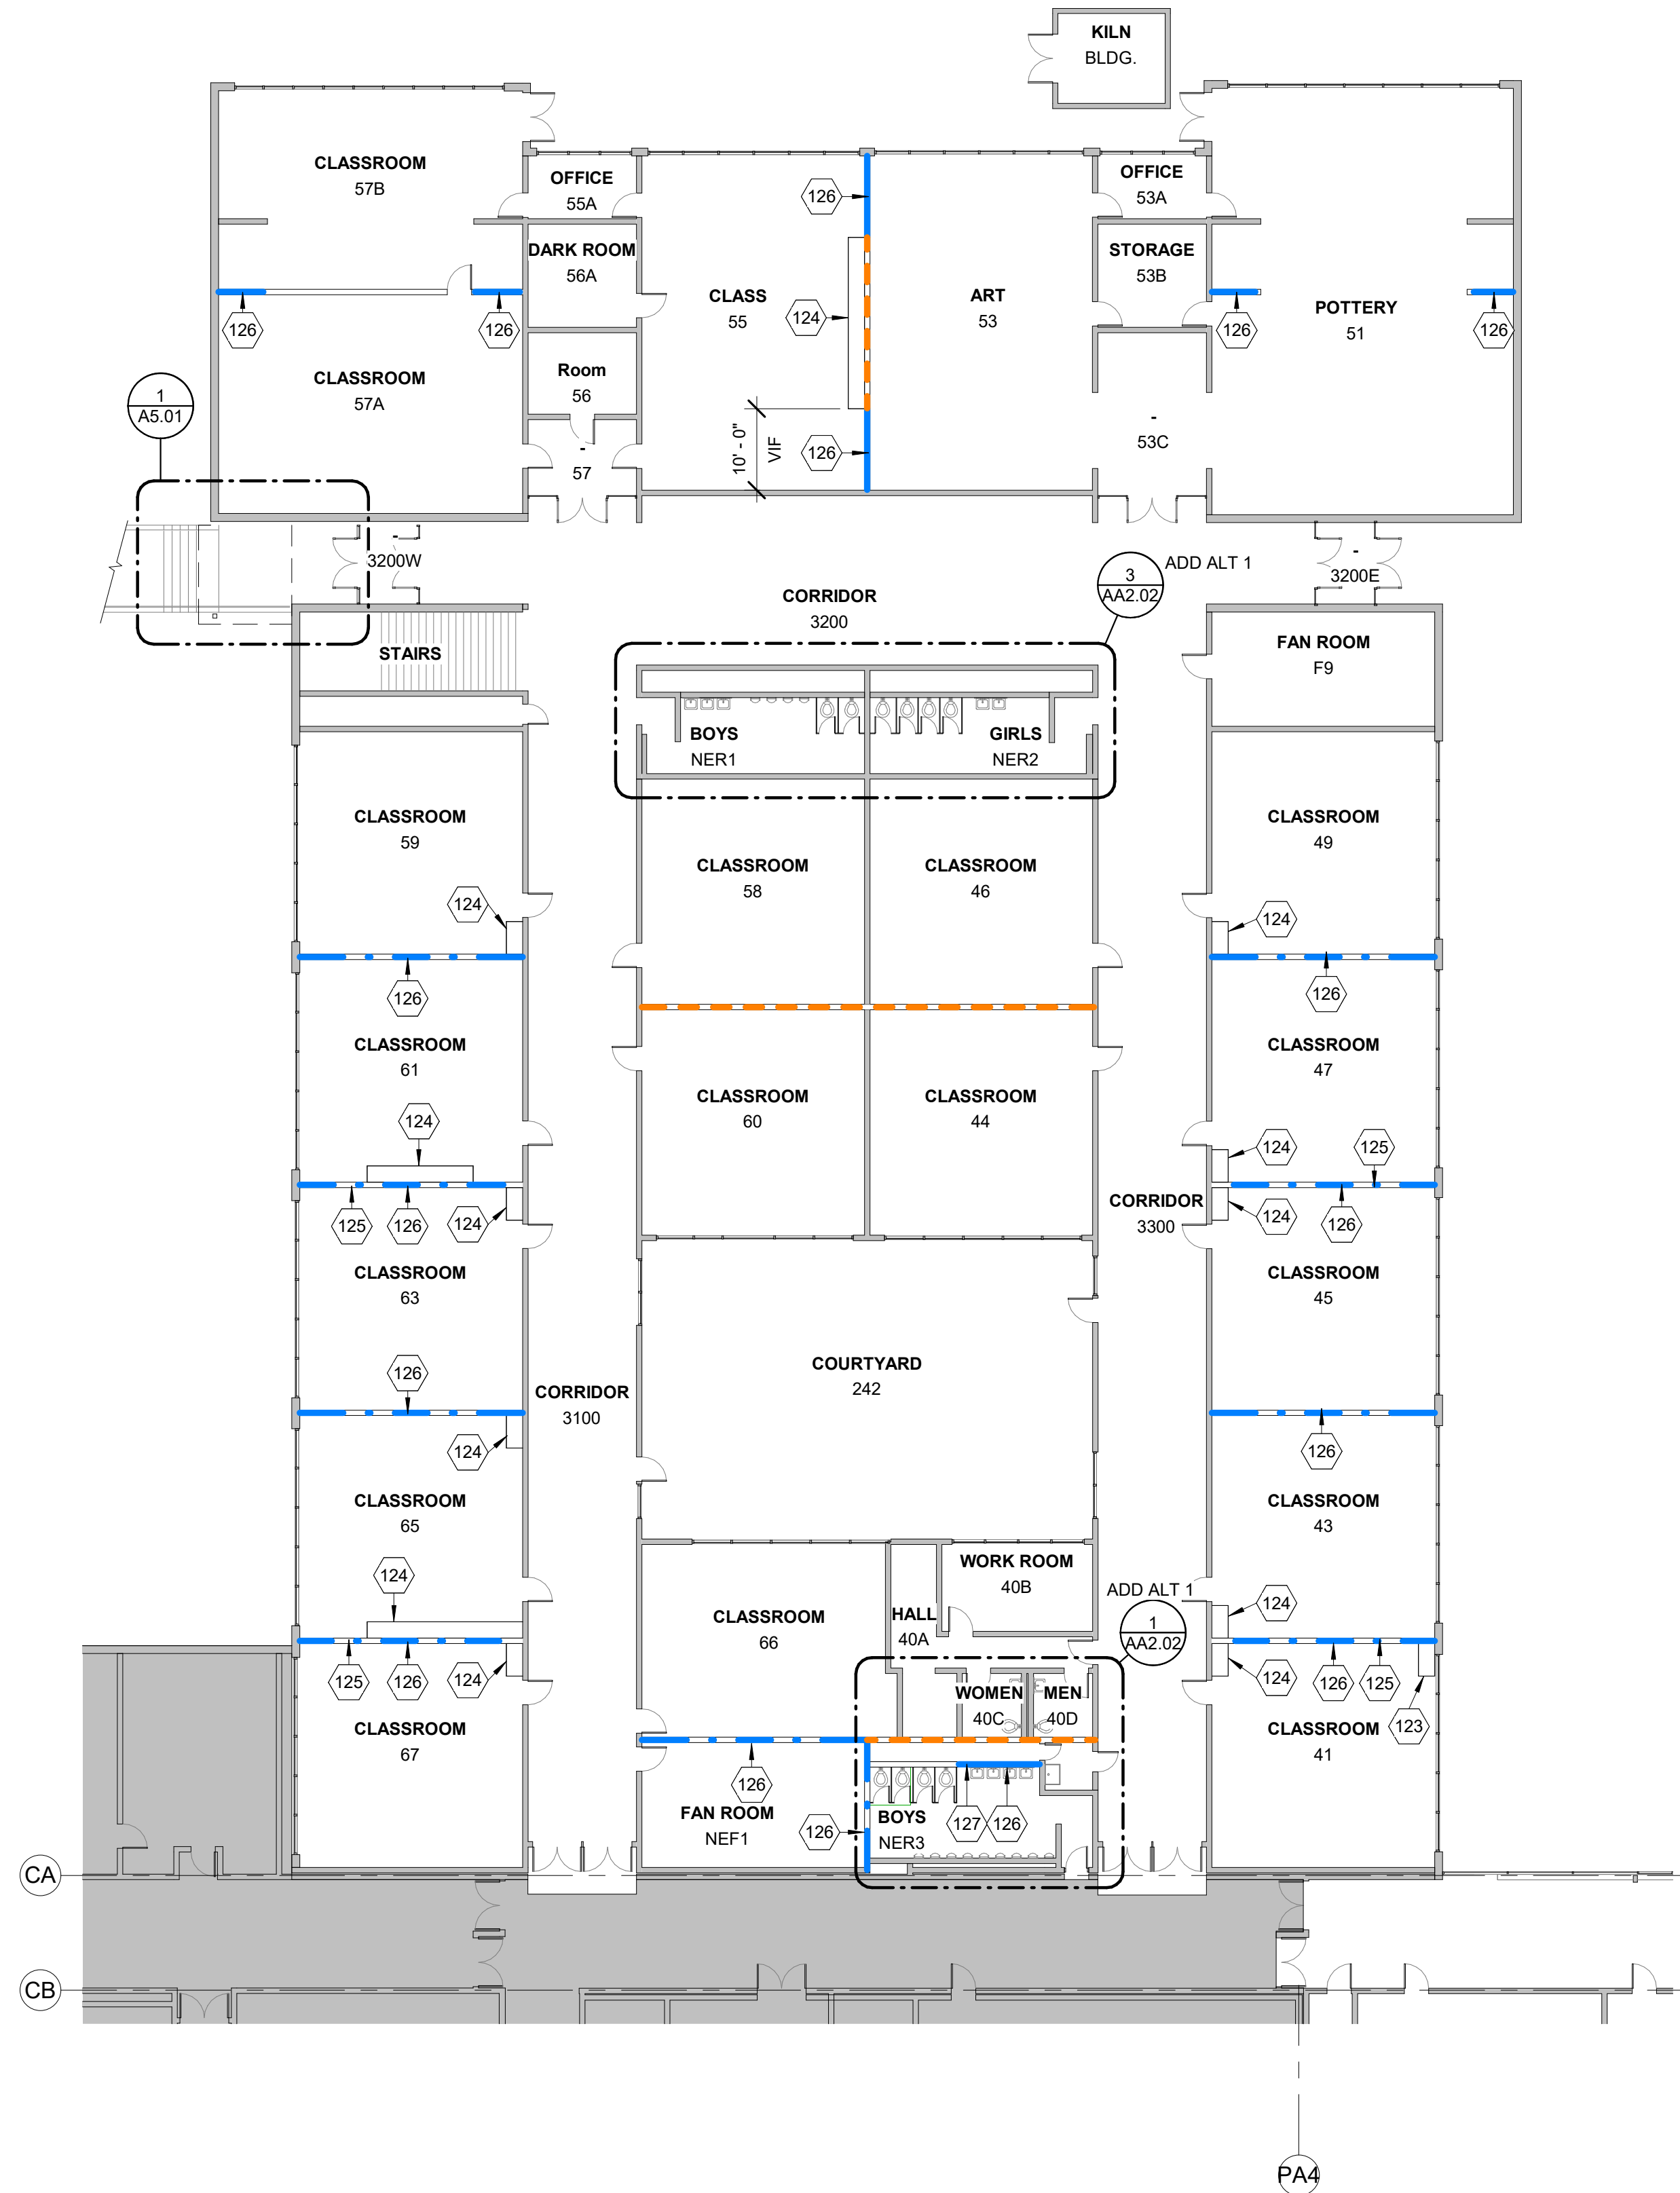 KILN
BLDG.
CLASSROOM
57B
OFFICE
55A
OFFICE
53A
126
DARK ROOM
56A
STORAGE
53B
CLASS
55
ART
53
POTTERY
51
124
126
126
126
126
CLASSROOM
57A
Room
56
1
A5.01
-
57
10' - 0"
VIF
126
-
53C
-
3200W
3
AA2.02
ADD ALT 1
-
3200E
CORRIDOR
3200
STAIRS
FAN ROOM
F9
BOYS
NER1
GIRLS
NER2
CLASSROOM
59
CLASSROOM
49
CLASSROOM
58
CLASSROOM
46
124
124
126
126
CLASSROOM
61
CLASSROOM
47
CLASSROOM
60
CLASSROOM
44
124
124
125
125
126
124
CORRIDOR
3300
124
126
CLASSROOM
63
CLASSROOM
45
COURTYARD
242
126
CORRIDOR
3100
124
126
CLASSROOM
65
CLASSROOM
43
124
WORK ROOM
40B
ADD ALT 1
CLASSROOM
66
HALL
40A
1
AA2.02
124
125
126
124
WOMEN
40C
MEN
40D
124
126
125
123
CLASSROOM
67
CLASSROOM
41
126
FAN ROOM
NEF1
126
BOYS
NER3
127
126
CA
CB
PA4